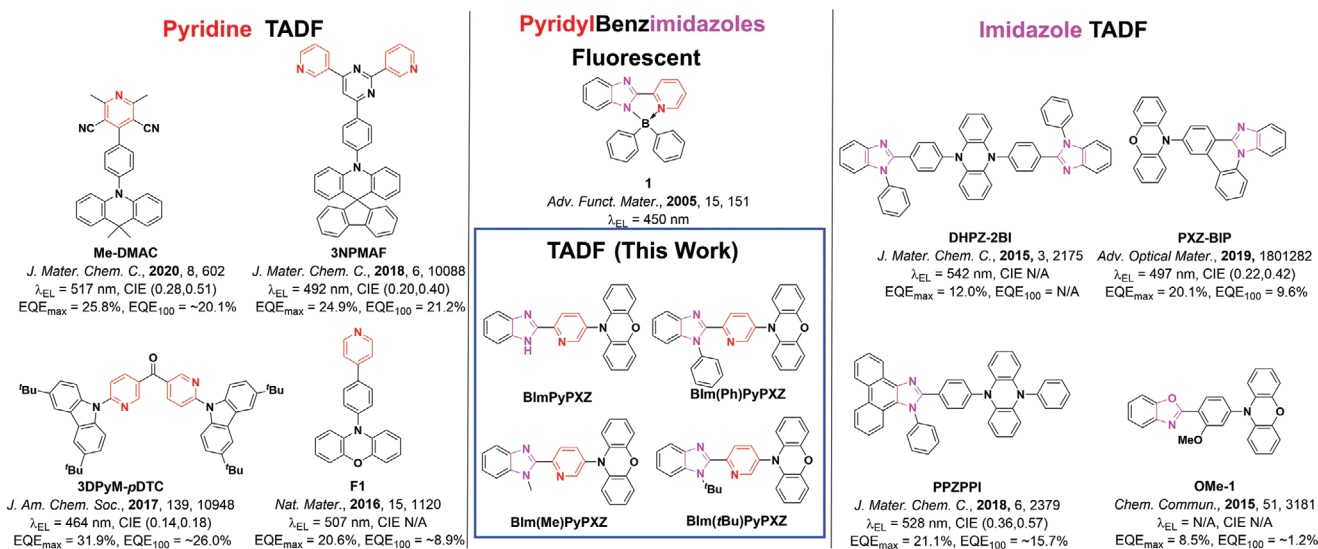 Pyridine TADF
N
N
N
N
N
NC
CN
N
Me-DMAC
J. Mater. Chem. C., 2020, 8, 602
λEL = 517 nm, CIE (0.28,0.51)
EQEmax = 25.8%, EQE100 = ~20.1%
N
3NPMAF
J. Mater. Chem. C., 2018, 6, 10088
λEL = 492 nm, CIE (0.20,0.40)
EQEmax = 24.9%, EQE100 = 21.2%
tBu
O
tBu
N
N
N
N
tBu
tBu
3DPyM-pDTC
J. Am. Chem. Soc., 2017, 139, 10948
λEL = 464 nm, CIE (0.14,0.18)
EQEmax = 31.9%, EQE100 = ~26.0%
N
N
O
F1
Nat. Mater., 2016, 15, 1120
λEL = 507 nm, CIE N/A
EQEmax = 20.6%, EQE100 = ~8.9%
PyridylBenzimidazoles
Fluorescent
N
N
N
B
1
Adv. Funct. Mater., 2005, 15, 151
λEL = 450 nm
TADF (This Work)
N
N
H
N
N
O
BImPyPXZ
N
N
N
N
O
BIm(Ph)PyPXZ
N
N
N
N
O
BIm(Me)PyPXZ
N
N
tBu
N
N
O
BIm(tBu)PyPXZ
Imidazole TADF
N
N
N
N
N
N
DHPZ-2BI
J. Mater. Chem. C., 2015, 3, 2175
λEL = 542 nm, CIE N/A
EQEmax = 12.0%, EQE100 = N/A
O
N
N
N
PXZ-BIP
Adv. Optical Mater., 2019, 1801282
λEL = 497 nm, CIE (0.22,0.42)
EQEmax = 20.1%, EQE100 = 9.6%
N
N
N
N
PPZPPI
J. Mater. Chem. C., 2018, 6, 2379
λEL = 528 nm, CIE (0.36,0.57)
EQEmax = 21.1%, EQE100 = ~15.7%
O
N
MeO
N
O
OMe-1
Chem. Commun., 2015, 51, 3181
λEL = N/A, CIE N/A
EQEmax = 8.5%, EQE100 = ~1.2%